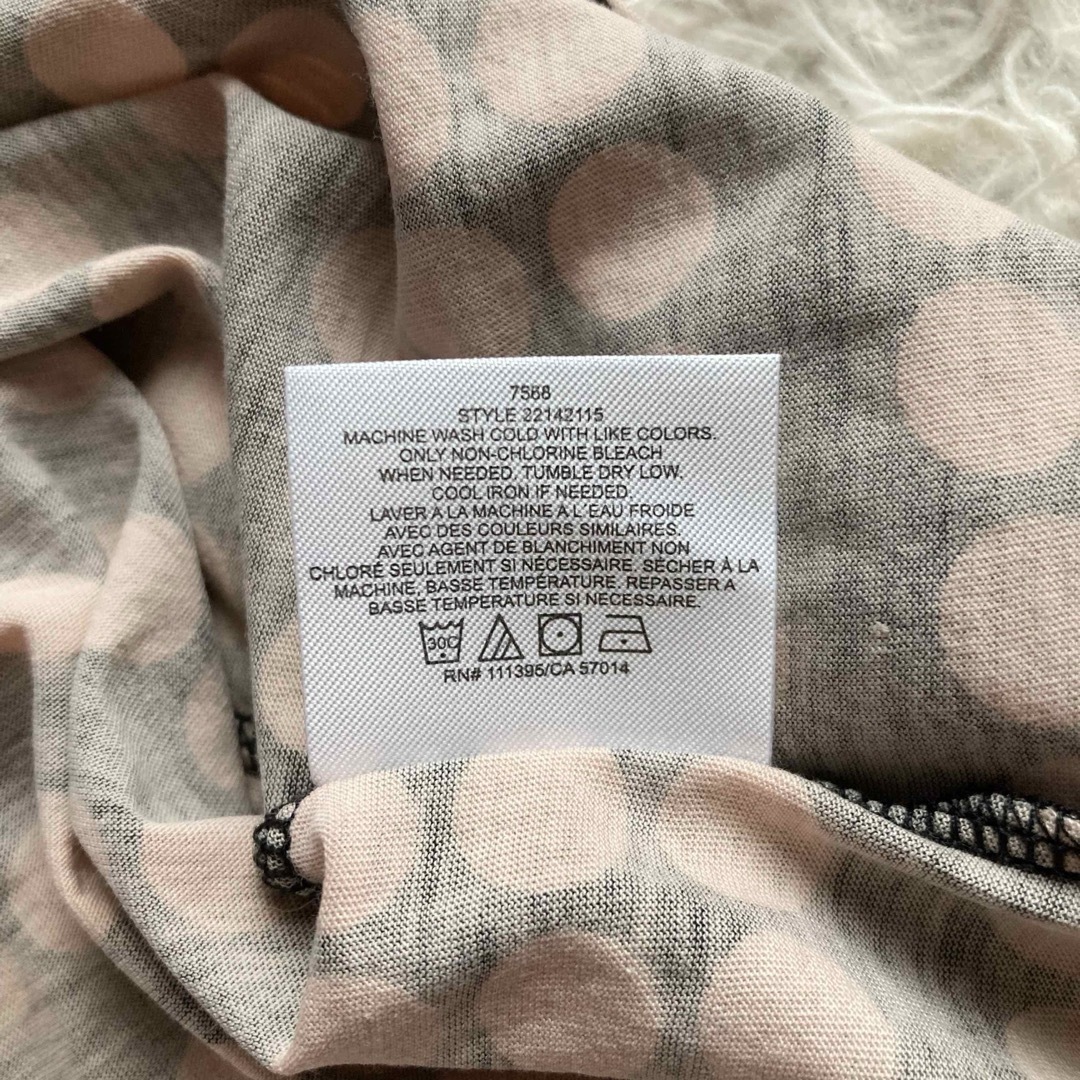 7568
STYLE 22142115
MACHINE WASH COLD WITH LIKE COLORS.
ONLY NON-CHLORINE BLEACH
WHEN NEEDED. TUMBLE DRY LOW.
COOL IRON IF NEEDED.
LAVER A LA MACHINE A L'EAU FROIDE
AVEC DES COULEURS SIMILAIRES.
AVEC AGENT DE BLANCHIMENT NON
CHLORÉ SEULEMENT SI NECESSAIRE. SÉCHER À LA
MACHINE, BASSE TEMPÉRATURE. REPASSER A
BASSE TEMPERATURE SI NECESSAIRE.
30C
RN# 111395/CA 57014